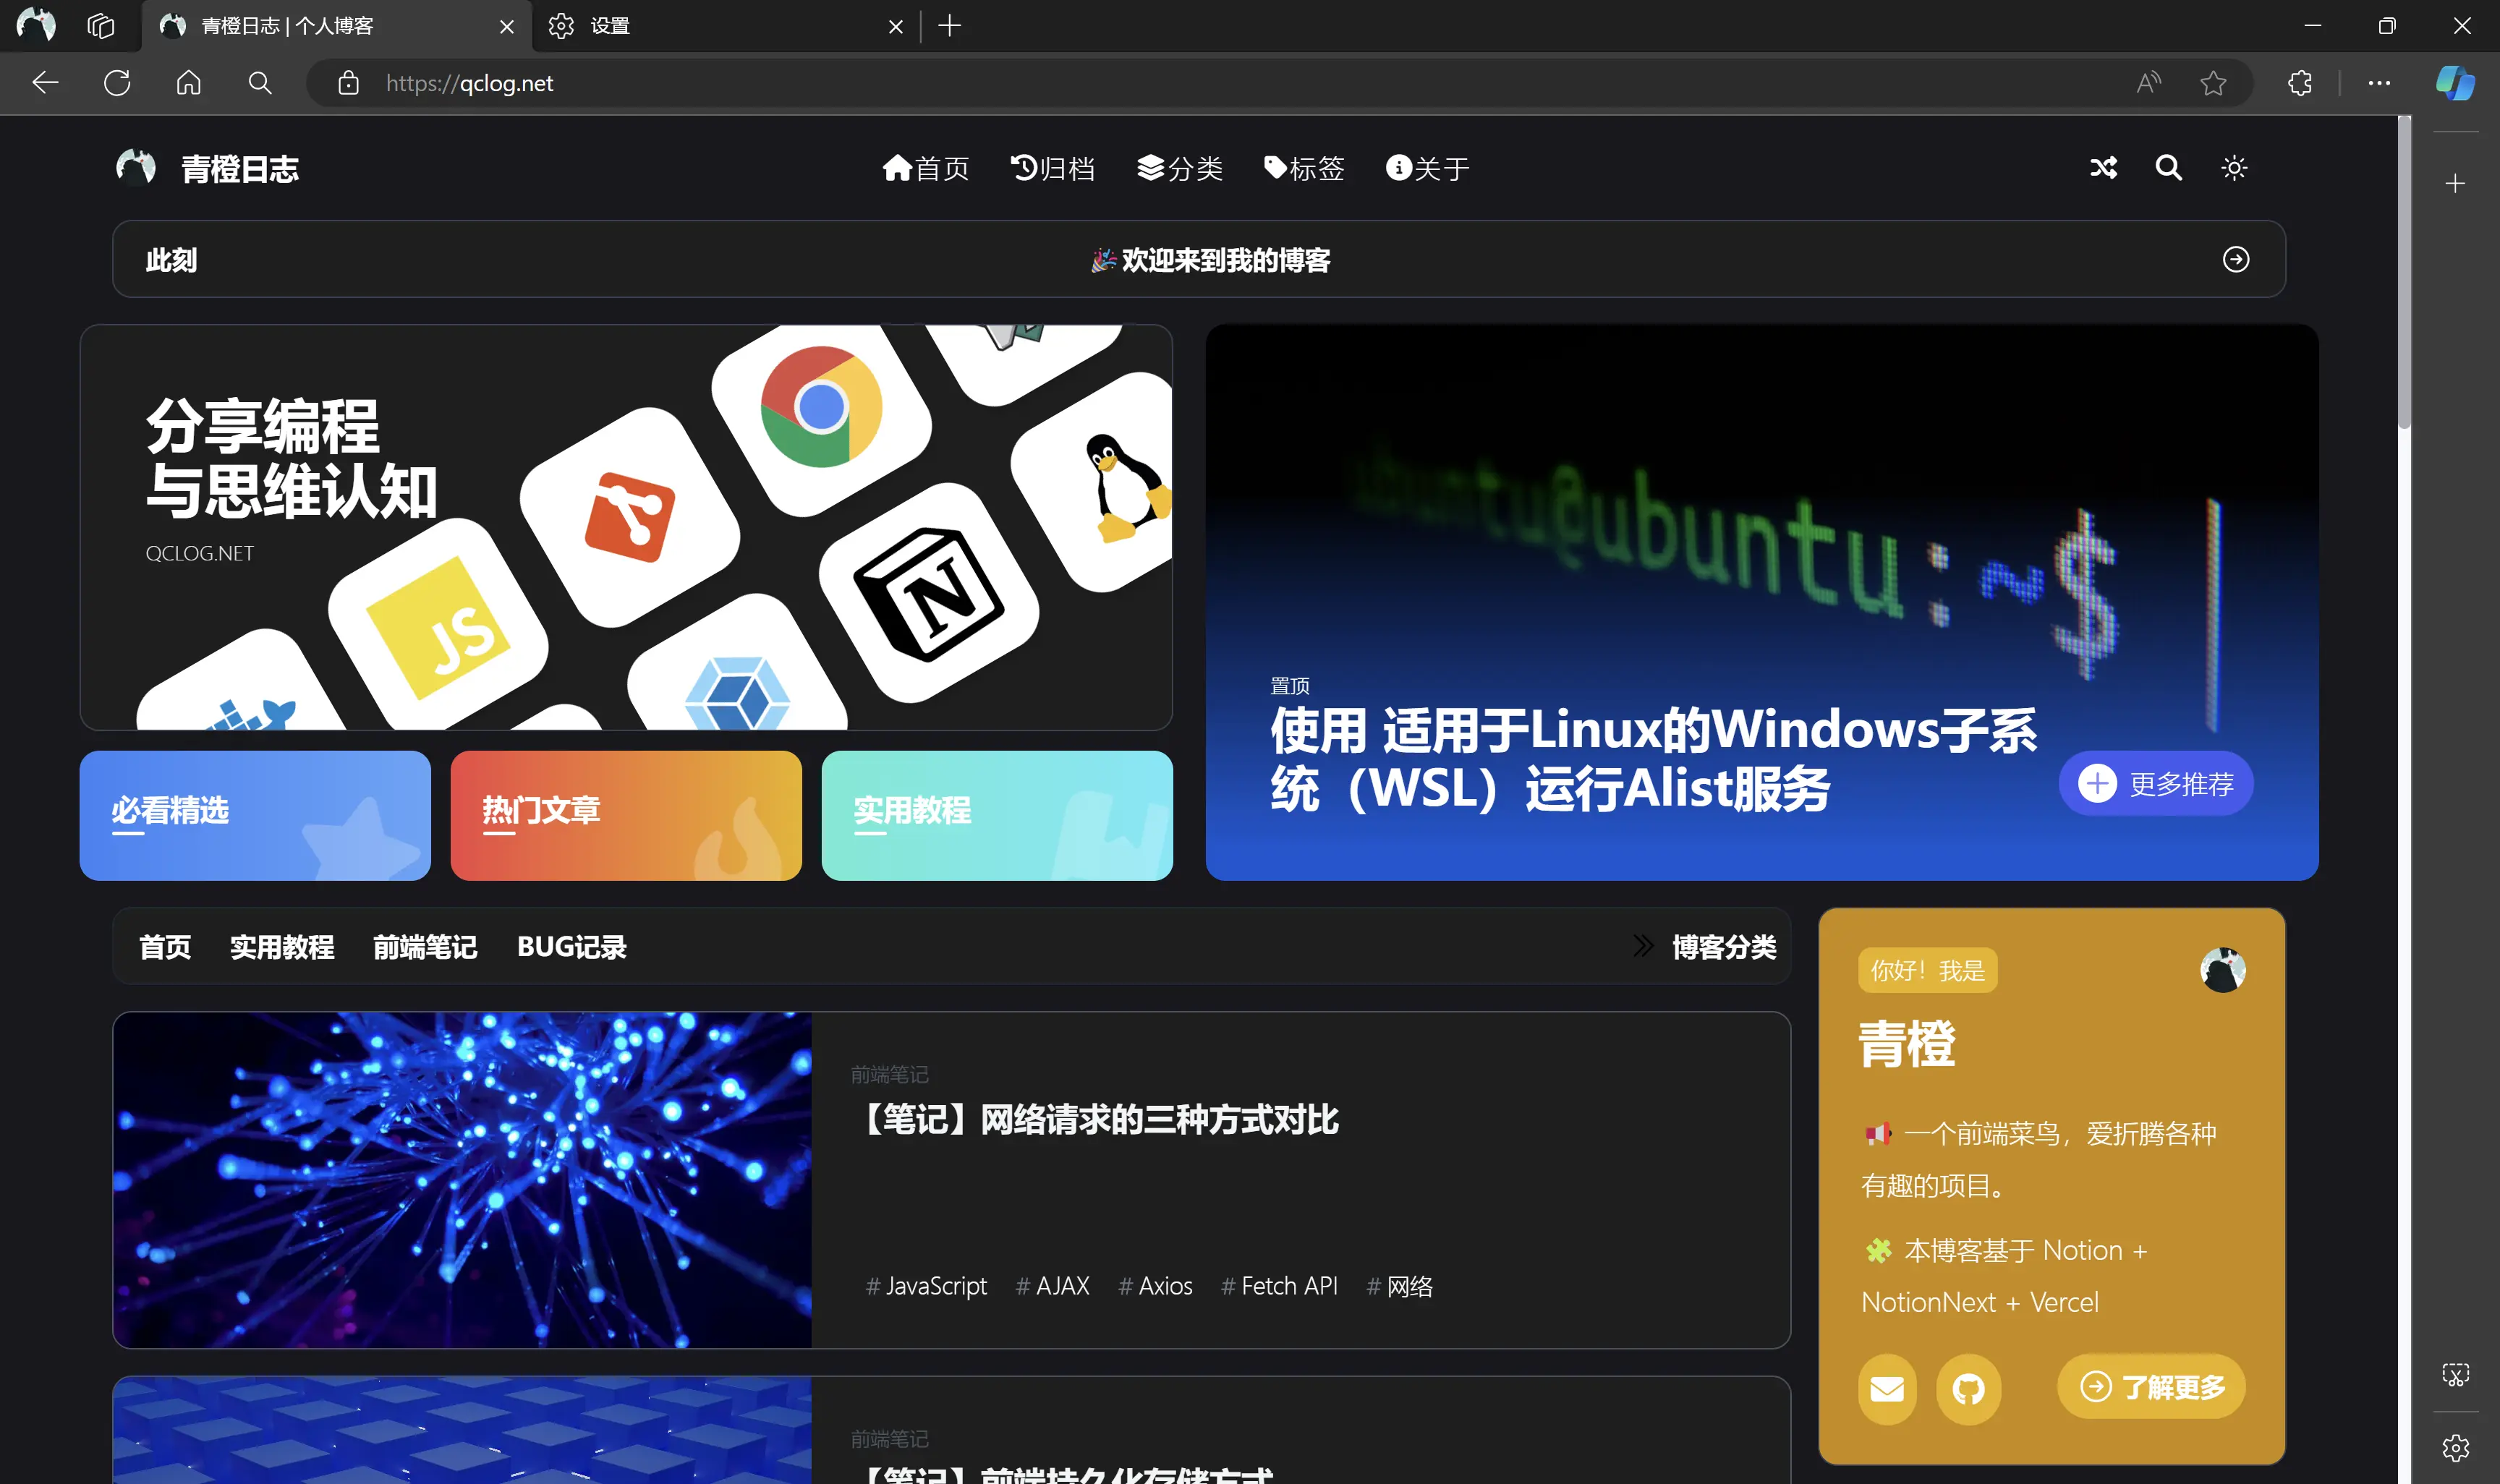 青橙日志 | 个人博客
设置
https://qclog.net
青橙日志
首页
归档
分类
标签
关于
此刻
🎉欢迎来到我的博客
分享编程
与思维认知
QCLOG.NET
JS
ubuntu@ubuntu:~$
置顶
使用 适用于Linux的Windows子系
统（WSL）运行Alist服务
更多推荐
必看精选
热门文章
实用教程
首页
实用教程
前端笔记
BUG记录
博客分类
前端笔记
【笔记】网络请求的三种方式对比
# JavaScript # AJAX # Axios # Fetch API # 网络
前端笔记
【笔记】前端持久化存储方式
你好！我是
青橙
📢 一个前端菜鸟，爱折腾各种
有趣的项目。
🧩 本博客基于 Notion +
NotionNext + Vercel
了解更多